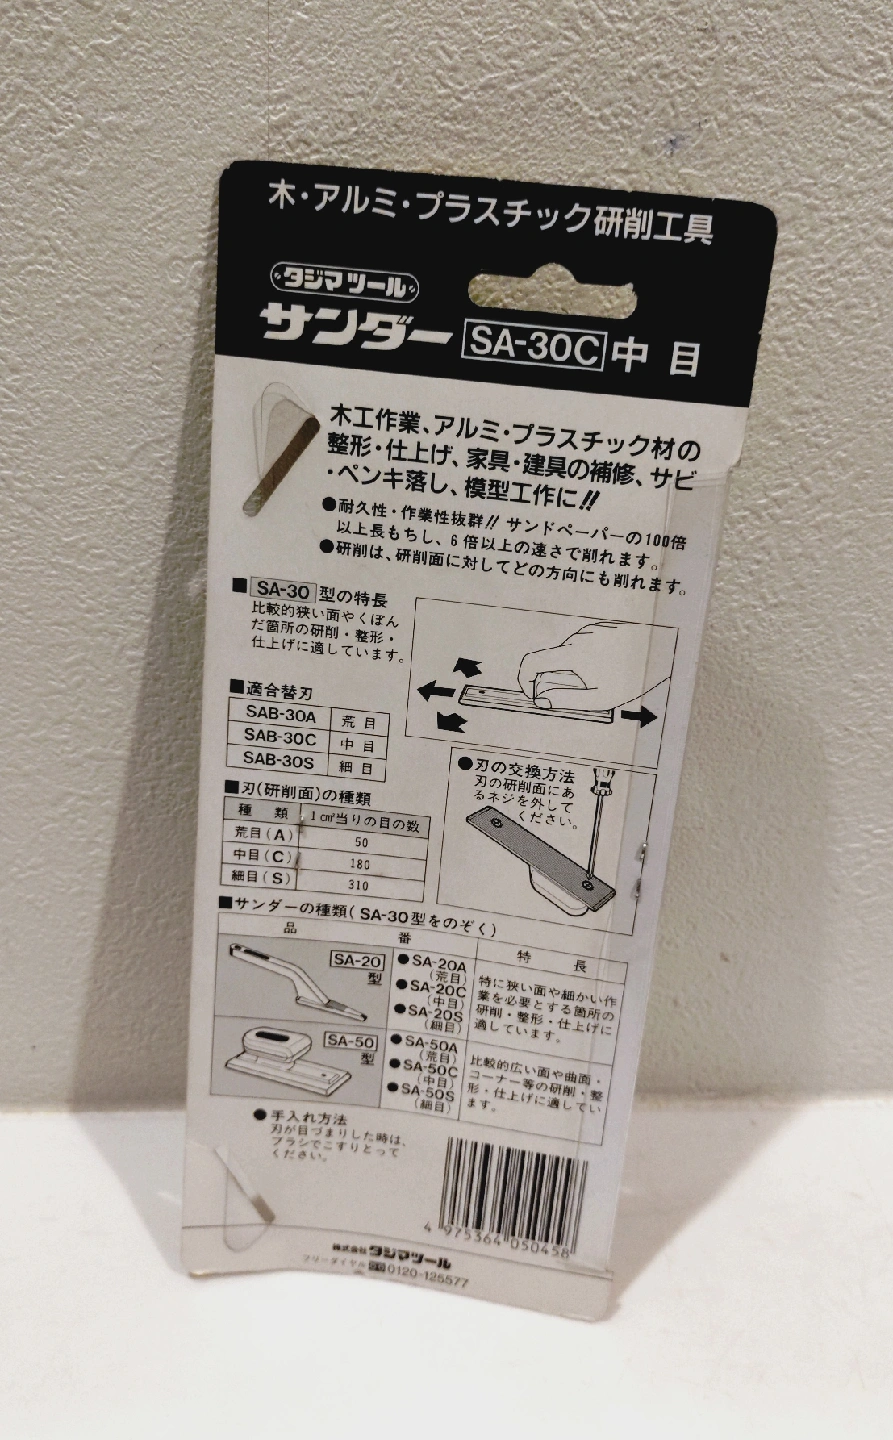 木・アルミ・プラスチック研削工具
タジマツール
サンダー SA-30C 中目
木工作業、アルミ・プラスチック材の
整形・仕上げ、家具・建具の補修、サビ
・ペンキ落し、模型工作に!!
●耐久性・作業性抜群!! サンドペーパーの100倍
以上長もちし、6倍以上の速さで削れます。
●研削は、研削面に対してどの方向にも削れます。
■SA-30型の特長
比較的狭い面やくぼん
だ箇所の研削・整形・
仕上げに適しています。
■適合替刃
SAB-30A 荒目
SAB-30C 中目
SAB-30S 細目
●刃の交換方法
刃の研削面にあ
るネジを外して
ください。
■刃(研削面)の種類
種類 1㎠当りの目の数
荒目(A) 50
中目(C) 180
細目(S) 310
■サンダーの種類(SA-30型をのぞく)
品番 特長
SA-20型
●SA-20A
(荒目)
●SA-20C
(中目)
●SA-20S
(細目)
特に狭い面や細かい作
業を必要とする箇所の
研削・整形・仕上げに
適しています。
SA-50型
●SA-50A
(荒目)
●SA-50C
(中目)
●SA-50S
(細目)
比較的広い面や曲面・
コーナー等の研削・整
形・仕上げに適してい
ます。
●手入れ方法
刃が目づまりした時は、
ブラシでこすりとって
ください。
4 975364 050458
株式会社タジマツール
フリーダイヤル 0120-125577